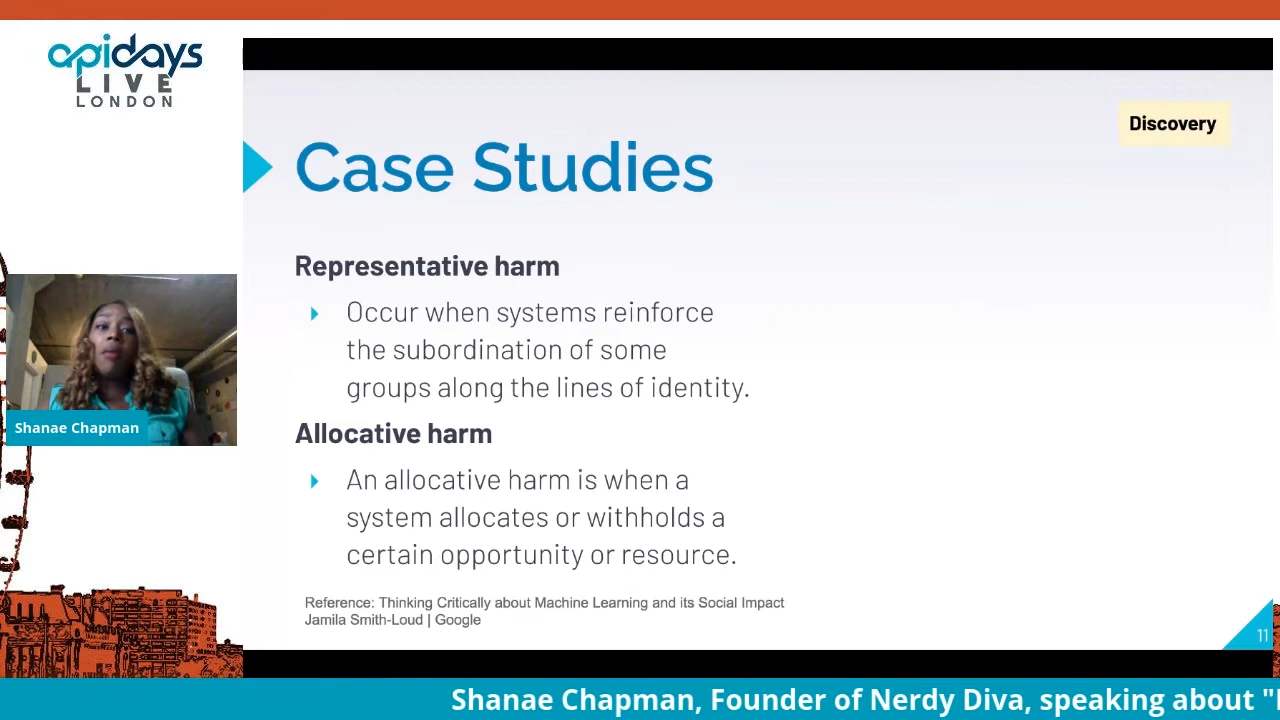 apidays
LIVE
LONDON
Discovery
Case Studies
Representative harm
Occur when systems reinforce
the subordination of some
groups along the lines of identity.
Allocative harm
An allocative harm is when a
system allocates or withholds a
certain opportunity or resource.
Reference: Thinking Critically about Machine Learning and its Social Impact
Jamila Smith-Loud | Google
11
Shanae Chapman
Shanae Chapman, Founder of Nerdy Diva, speaking about "